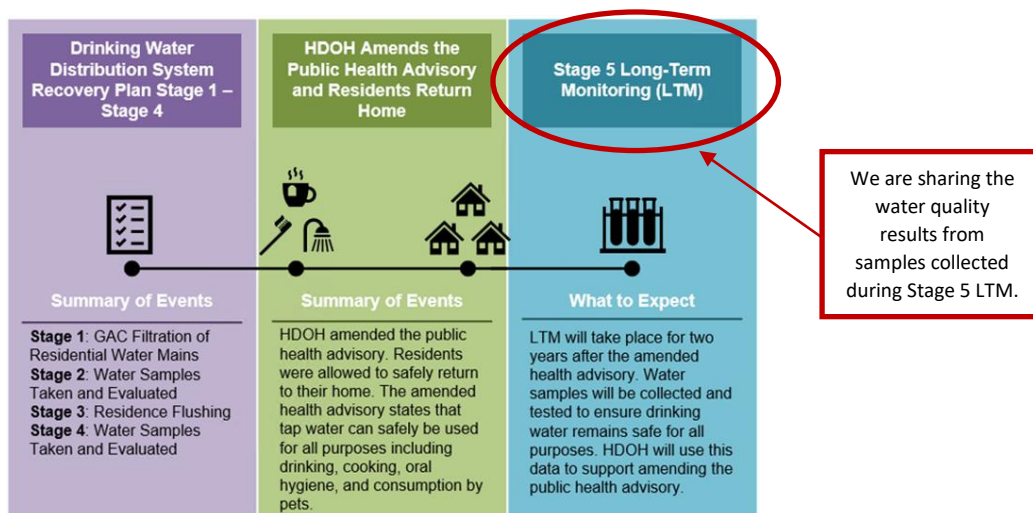 Drinking Water
Distribution System
Recovery Plan Stage 1 –
Stage 4
Summary of Events
Stage 1: GAC Filtration of
Residential Water Mains
Stage 2: Water Samples
Taken and Evaluated
Stage 3: Residence Flushing
Stage 4: Water Samples
Taken and Evaluated
HDOH Amends the
Public Health Advisory
and Residents Return
Home
Summary of Events
HDOH amended the public
health advisory. Residents
were allowed to safely return
to their home. The amended
health advisory states that
tap water can safely be used
for all purposes including
drinking, cooking, oral
hygiene, and consumption by
pets.
Stage 5 Long-Term
Monitoring (LTM)
What to Expect
LTM will take place for two
years after the amended
health advisory. Water
samples will be collected and
tested to ensure drinking
water remains safe for all
purposes. HDOH will use this
data to support amending the
public health advisory.
We are sharing the
water quality
results from
samples collected
during Stage 5 LTM.